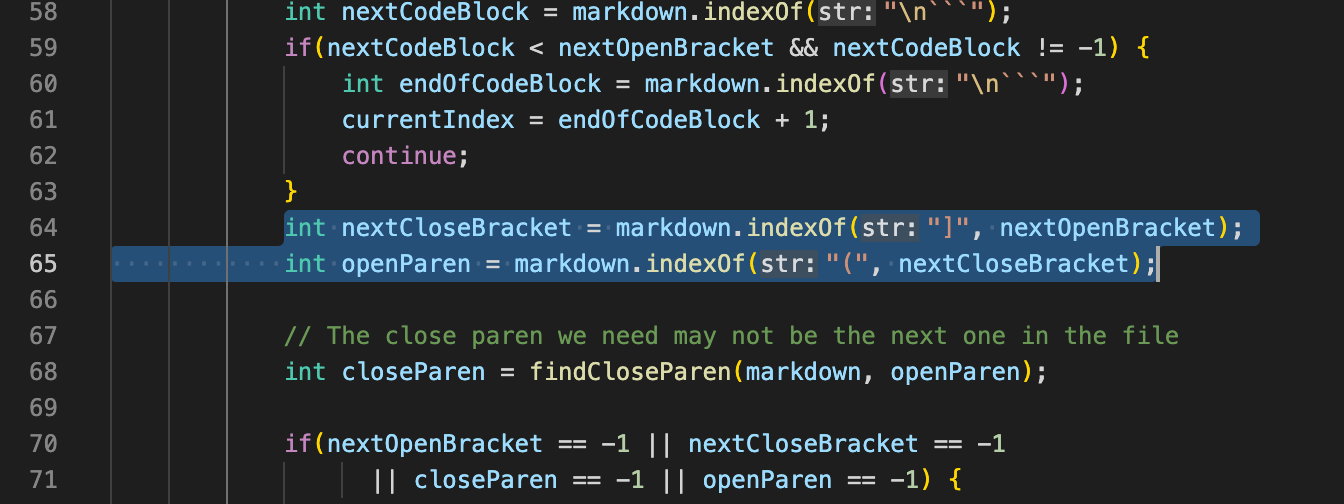 58 int nextCodeBlock = markdown.indexOf(str: "\n```");
59 if(nextCodeBlock < nextOpenBracket && nextCodeBlock != -1) {
60 int endOfCodeBlock = markdown.indexOf(str: "\n```");
61 currentIndex = endOfCodeBlock + 1;
62 continue;
63 }
64 int nextCloseBracket = markdown.indexOf(str: "]", nextOpenBracket);
65 int openParen = markdown.indexOf(str: "(", nextCloseBracket);
66
67 // The close paren we need may not be the next one in the file
68 int closeParen = findCloseParen(markdown, openParen);
69
70 if(nextOpenBracket == -1 || nextCloseBracket == -1
71 || closeParen == -1 || openParen == -1) {